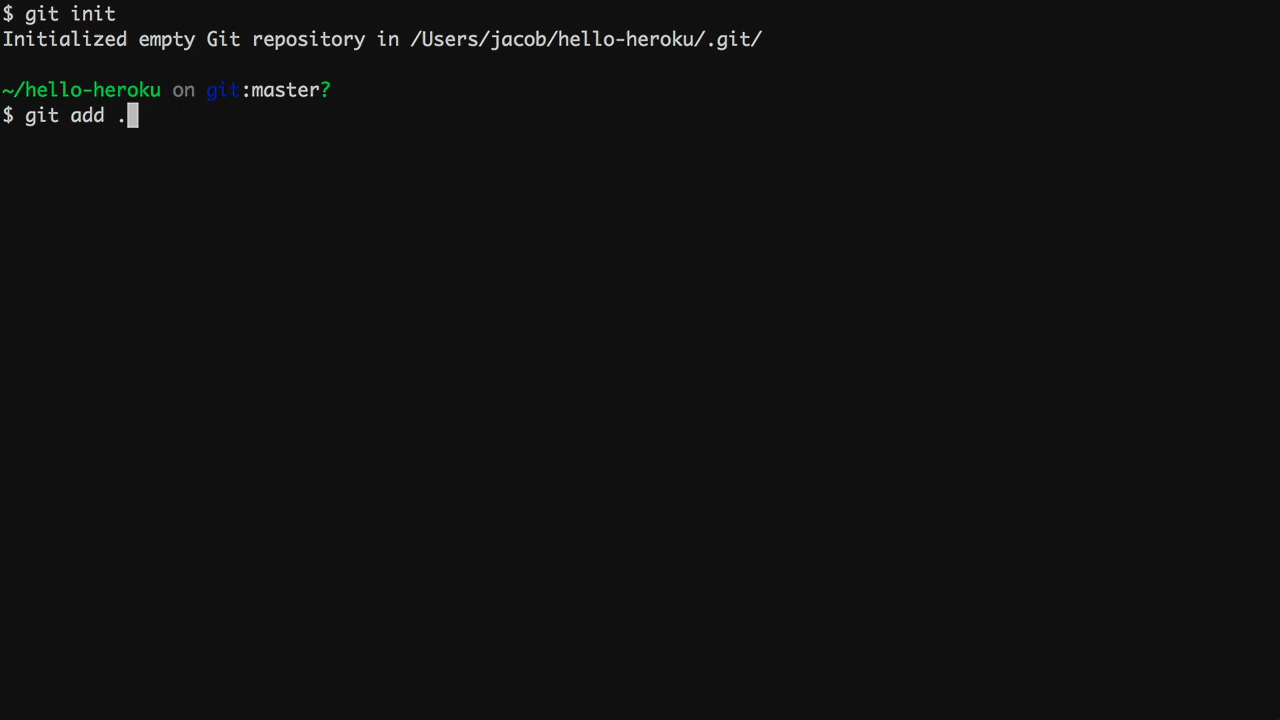 $ git init
Initialized empty Git repository in /Users/jacob/hello-heroku/.git/
~/hello-heroku on git:master?
$ git add .